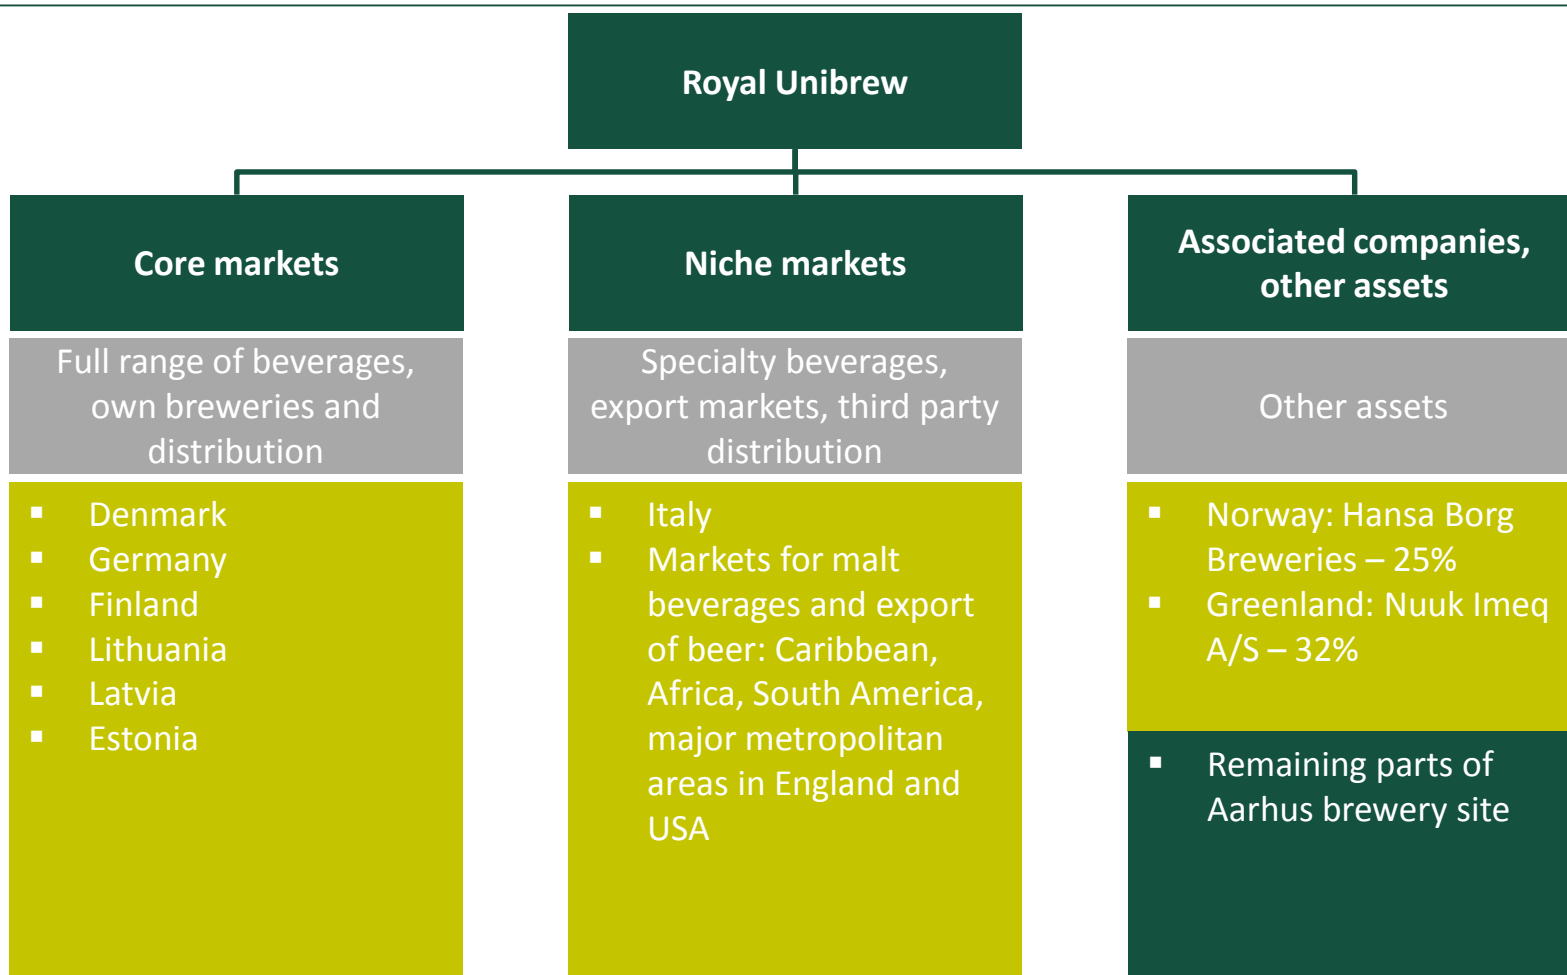 Royal Unibrew
Core markets
Full range of beverages,
own breweries and
distribution
▪ Denmark
▪ Germany
▪ Finland
▪ Lithuania
▪ Latvia
▪ Estonia
Niche markets
Specialty beverages,
export markets, third party
distribution
▪ Italy
▪ Markets for malt
beverages and export
of beer: Caribbean,
Africa, South America,
major metropolitan
areas in England and
USA
Associated companies,
other assets
Other assets
▪ Norway: Hansa Borg
Breweries – 25%
▪ Greenland: Nuuk Imeq
A/S – 32%
▪ Remaining parts of
Aarhus brewery site